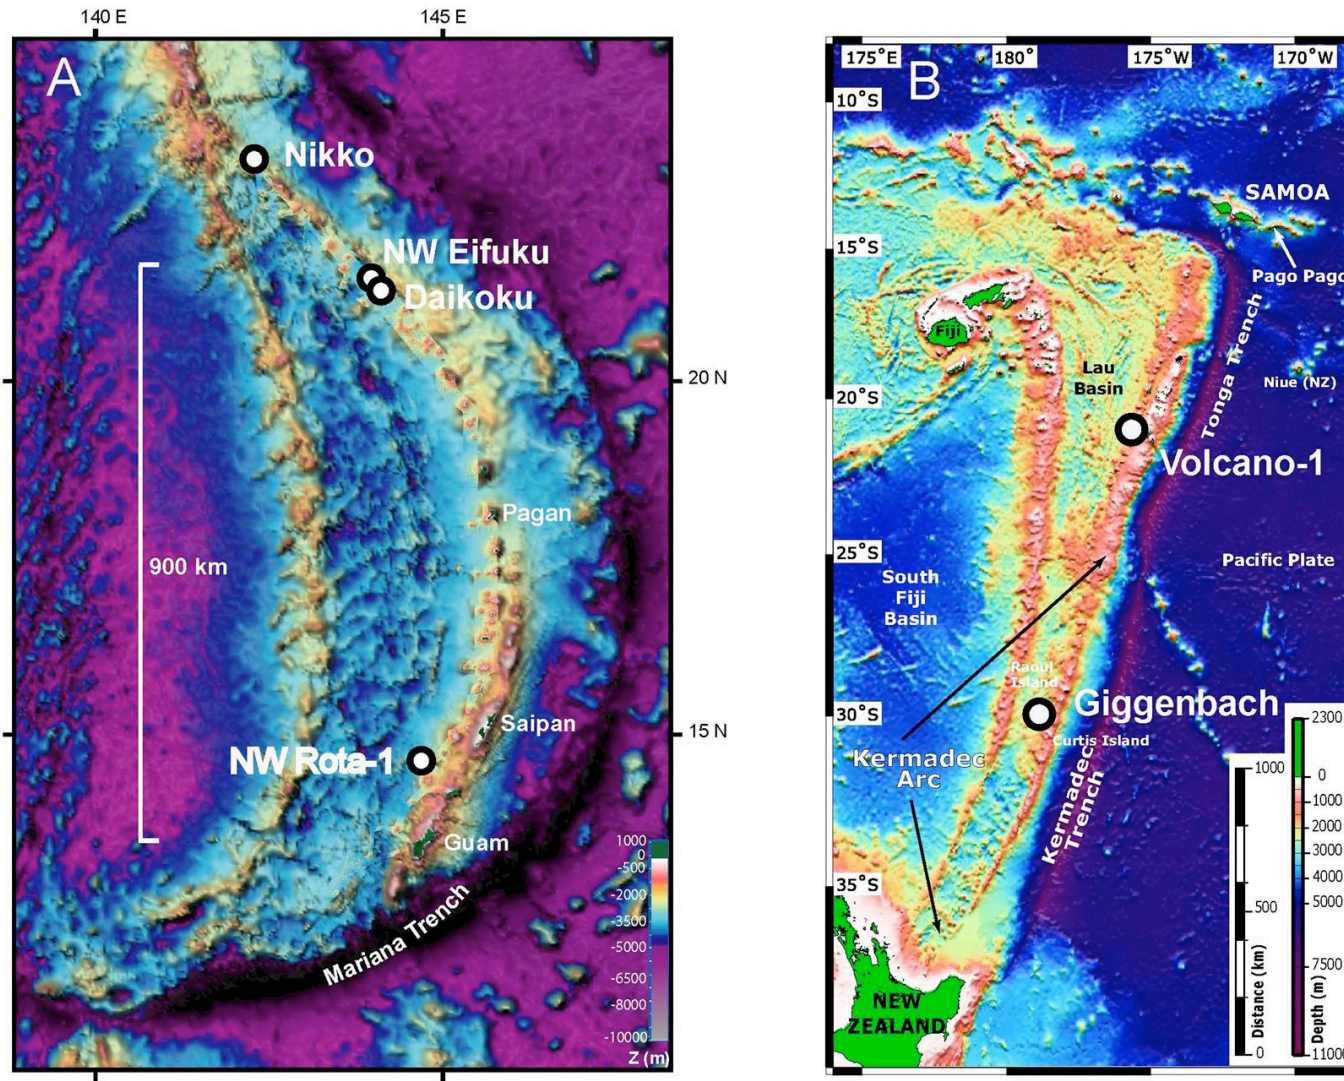 140 E
145 E
A
Nikko
NW Eifuku
Daikoku
20 N
Pagan
900 km
Saipan
15 N
NW Rota-1
Guam
Mariana Trench
1000
0
-500
-2000
-3500
-5000
-6500
-8000
-10000
Z (m)
175°E
180°
175°W
170°W
B
10°S
SAMOA
15°S
Pago Pago
Fiji
Tonga Trench
Lau
Basin
Niue (NZ)
20°S
Volcano-1
25°S
Pacific Plate
South
Fiji
Basin
Raoul
Island
Giggenbach
30°S
Curtis Island
Kermadec
Arc
Kermadec
Trench
35°S
NEW
ZEALAND
1000
500
0
Distance (km)
2300
0
1000
2000
3000
4000
5000
7500
11000
Depth (m)